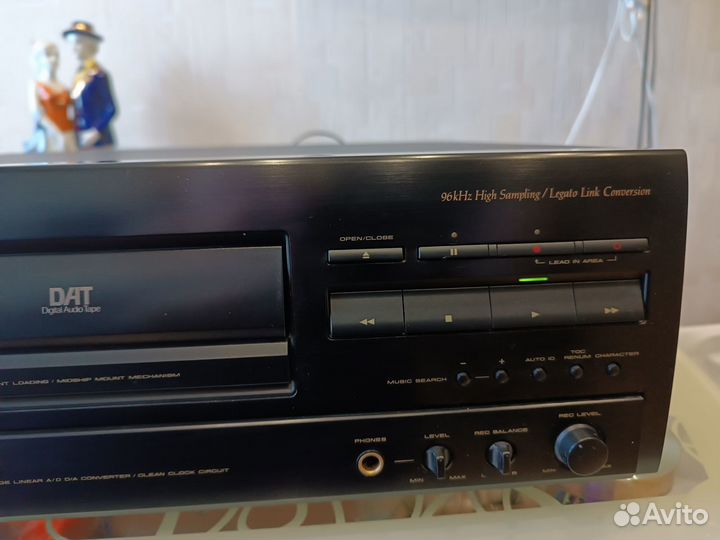 96kHz High Sampling / Legato Link Conversion
OPEN/CLOSE
LEAD IN AREA
DAT
Digital Audio Tape
LOADING / MIDSHIP MOUNT MECHANISM
MUSIC SEARCH
−
+
AUTO ID
TOC
RENUM
CHARACTER
LINEAR A/D D/A CONVERTER / CLEAN CLOCK CIRCUIT
PHONES
LEVEL
MIN
MAX
REC BALANCE
L
R
REC LEVEL
MIN
Avito